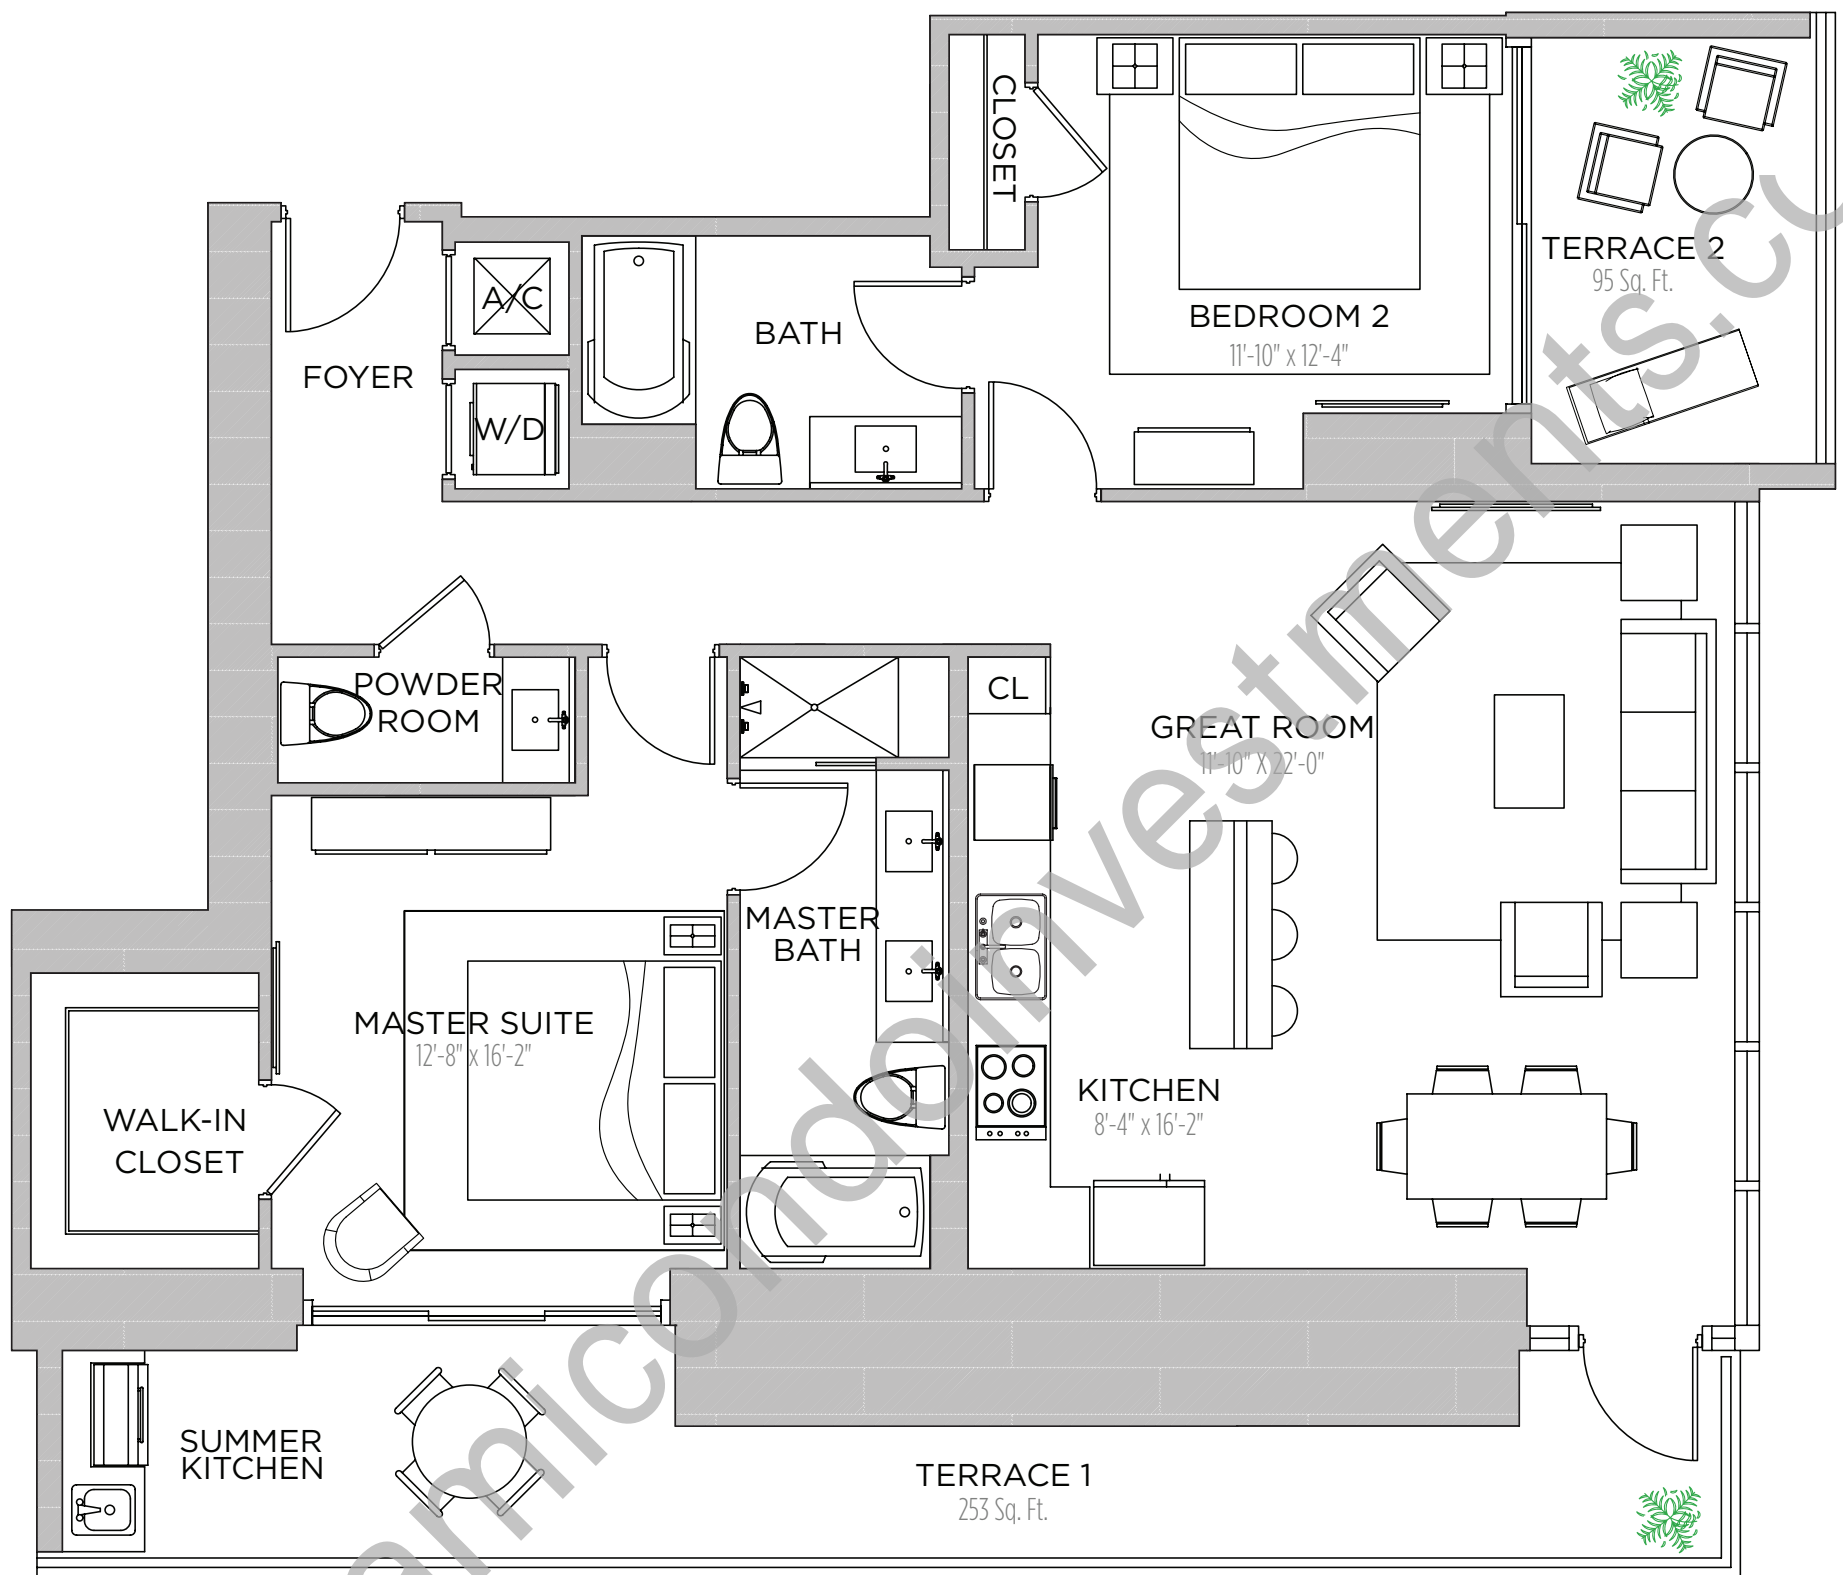 CLOSET
TERRACE 2
95 Sq. Ft.
A/C
BATH
BEDROOM 2
11'-10" x 12'-4"
FOYER
W/D
POWDER
ROOM
CL
GREAT ROOM
11'-10" X 22'-0"
MASTER
BATH
MASTER SUITE
12'-8" x 16'-2"
KITCHEN
8'-4" x 16'-2"
WALK-IN
CLOSET
SUMMER
KITCHEN
TERRACE 1
253 Sq. Ft.
amicondoinvestments.co